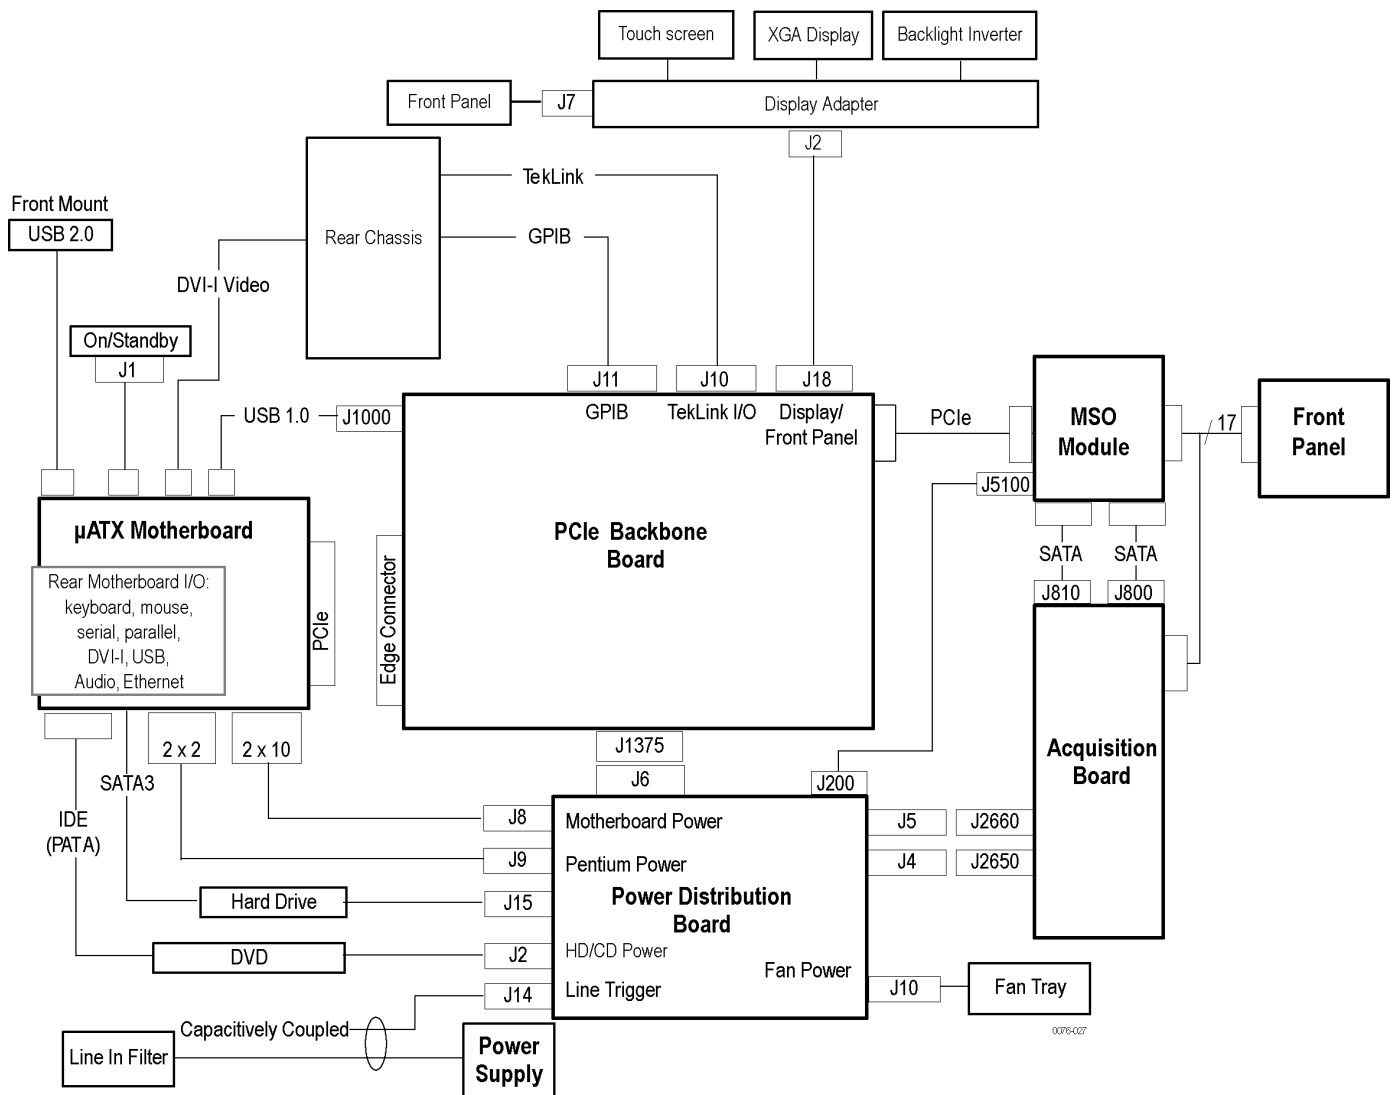 Touch screen
XGA Display
Backlight Inverter
Front Panel
J7
Display Adapter
J2
TekLink
Front Mount
USB 2.0
Rear Chassis
GPIB
DVI-I Video
On/Standby
J1
J11
J10
J18
USB 1.0
J1000
GPIB
TekLink I/O
Display/
Front Panel
PCIe
MSO
Module
17
Front
Panel
J5100
µATX Motherboard
PCIe Backbone
Board
SATA
SATA
Rear Motherboard I/O:
keyboard, mouse,
serial, parallel,
DVI-I, USB,
Audio, Ethernet
PCIe
Edge Connector
J810
J800
2 x 2
2 x 10
J1375
J6
J200
Acquisition
Board
SATA3
IDE
(PATA)
J8
Motherboard Power
J5
J2660
J9
Pentium Power
J4
J2650
Hard Drive
J15
Power Distribution
Board
DVD
J2
HD/CD Power
Fan Power
J14
Line Trigger
J10
Fan Tray
Capacitively Coupled
Line In Filter
Power
Supply
0076-027